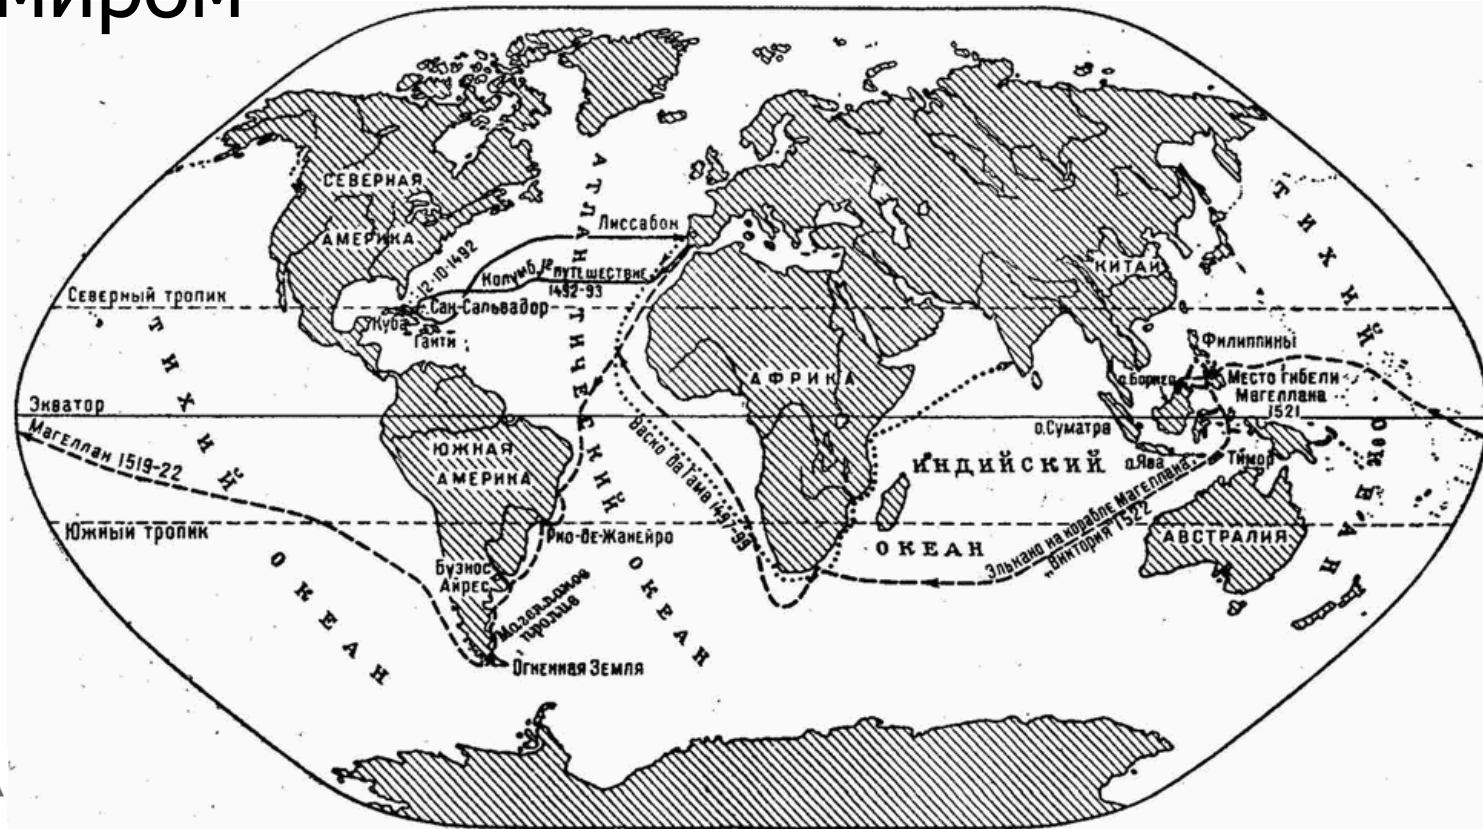 миром
СЕВЕРНАЯ
АМЕРИКА
АТЛАНТИЧЕСКИЙ ОКЕАН
Лиссабон
12-10-1492
Колумб 1е ПУТЕШЕСТВИЕ
1492-93
Северный тропик
Сан-Сальвадор
Куба
Гаити
ТИХИЙ ОКЕАН
КИТАЙ
ТИХИЙ ОКЕАН
Филиппины
о.Борнео
Место гибели
Магеллана
1521
АФРИКА
Экватор
Магеллан 1519-22
ЮЖНАЯ
АМЕРИКА
Васко да Гама 1497-99
о.Суматра
ИНДИЙСКИЙ
ОКЕАН
о.Ява
Тимор
Южный тропик
Рио-де-Жанейро
Буэнос
Айрес
Элькано на корабле Магеллана
„Виктория" 1522
АВСТРАЛИЯ
Магелланов
пролив
Огненная Земля